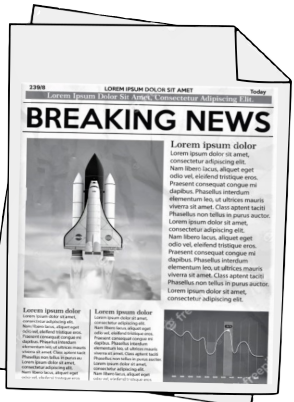 239/8
LOREM IPSUM DOLOR SIT AMET
Today
Lorem Ipsum Dolor Sit Amet, Consectetur Adipiscing Elit.
BREAKING NEWS
Lorem ipsum dolor
Lorem ipsum dolor sit amet,
consectetur adipiscing elit.
Nam libero lacus, aliquet eget
odio vel, eleifend tristique eros.
Praesent consequat congue mi
dapibus. Phasellus interdum
elementum leo, ut ultrices mauris
viverra sit amet. Class aptent taciti
Phasellus non tellus in purus auctor.
Lorem ipsum dolor sit amet,
consectetur adipiscing elit.
Nam libero lacus, aliquet eget
odio vel, eleifend tristique eros.
Praesent consequat congue mi
dapibus. Phasellus interdum
elementum leo, ut ultrices mauris
viverra sit amet. Class aptent taciti
Phasellus non tellus in purus auctor.
Lorem ipsum dolor sit amet,
consectetur adipiscing elit.
Lorem ipsum dolor
Lorem ipsum dolor sit amet,
consectetur adipiscing elit.
Nam libero lacus, aliquet eget
odio vel, eleifend tristique eros.
Praesent consequat congue mi
dapibus. Phasellus interdum
elementum leo, ut ultrices mauris
viverra sit amet. Class aptent taciti
Phasellus non tellus in purus au
Lorem ipsum dolor sit amet,
consectetur adipiscing elit.
Nam libero lacus, aliquet eget
Lorem ipsum dolor
Lorem ipsum dolor sit amet,
consectetur adipiscing elit.
Nam libero lacus, aliquet eget
odio vel, eleifend tristique eros.
Praesent consequat congue mi
dapibus. Phasellus interdum
elementum leo, ut ultrices mauris
viverra sit amet. Class aptent taciti
Phasellus non tellus in purus
Lorem ipsum dolor sit amet,
consectetur adipiscing elit.